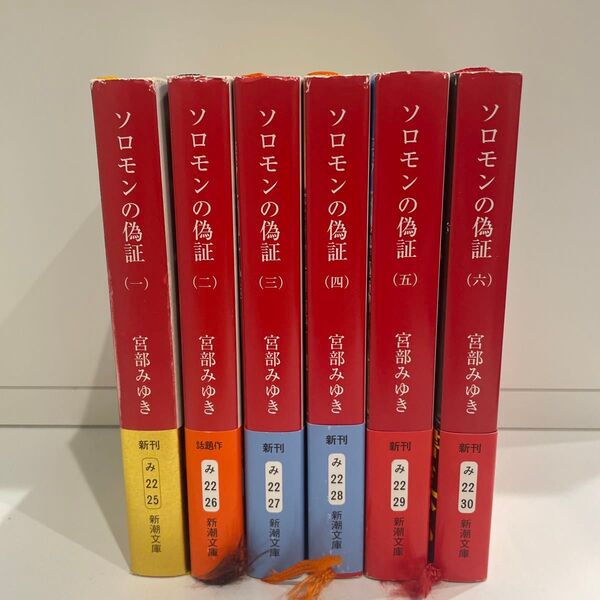 ソロモンの偽証
(一)
宮部みゆき
新刊
み
22
25
新潮文庫
ソロモンの偽証
(二)
宮部みゆき
話題作
み
22
26
新潮文庫
ソロモンの偽証
(三)
宮部みゆき
新刊
み
22
27
新潮文庫
ソロモンの偽証
(四)
宮部みゆき
新刊
み
22
28
新潮文庫
ソロモンの偽証
(五)
宮部みゆき
新刊
み
22
29
新潮文庫
ソロモンの偽証
(六)
宮部みゆき
新刊
み
22
30
新潮文庫